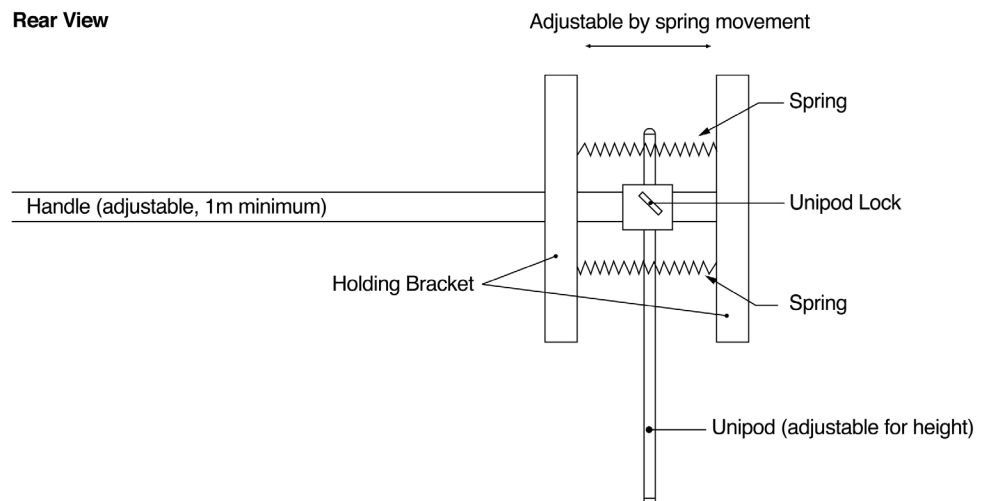 Rear View
Adjustable by spring movement
Spring
Handle (adjustable, 1m minimum)
Unipod Lock
Holding Bracket
Spring
Unipod (adjustable for height)